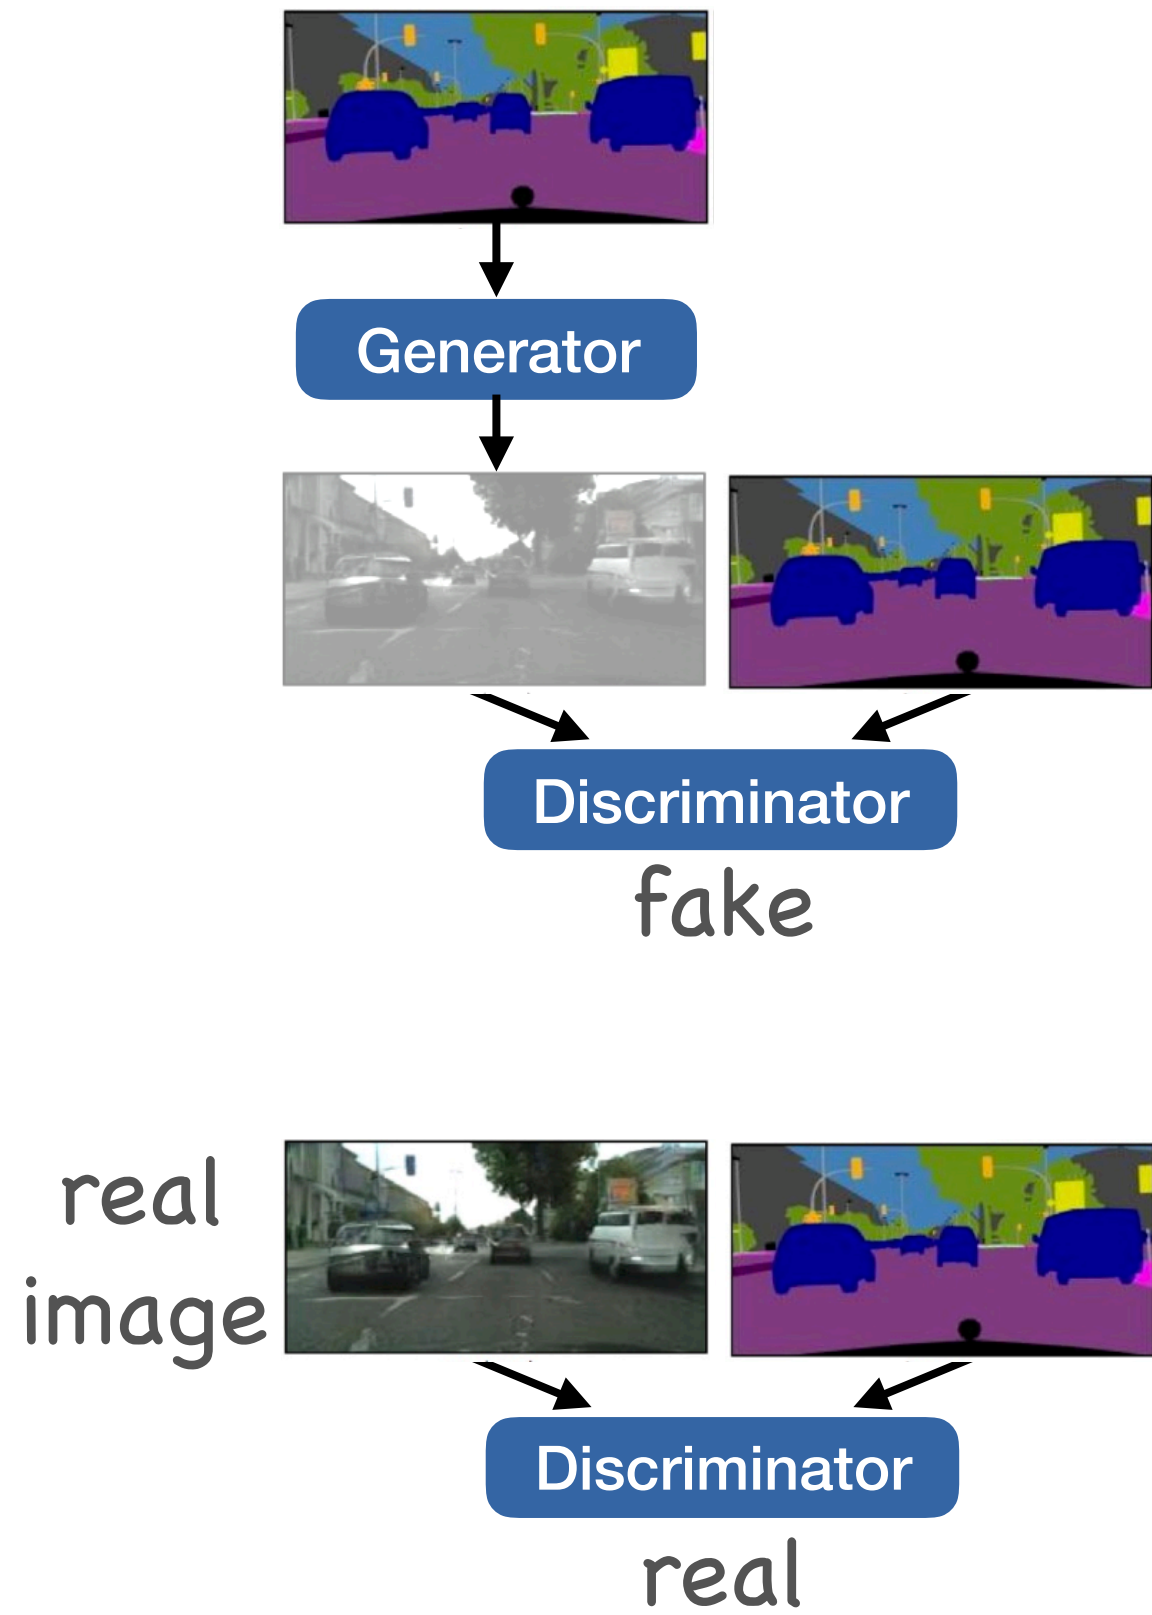 Generator
Discriminator
fake
real
image
Discriminator
real